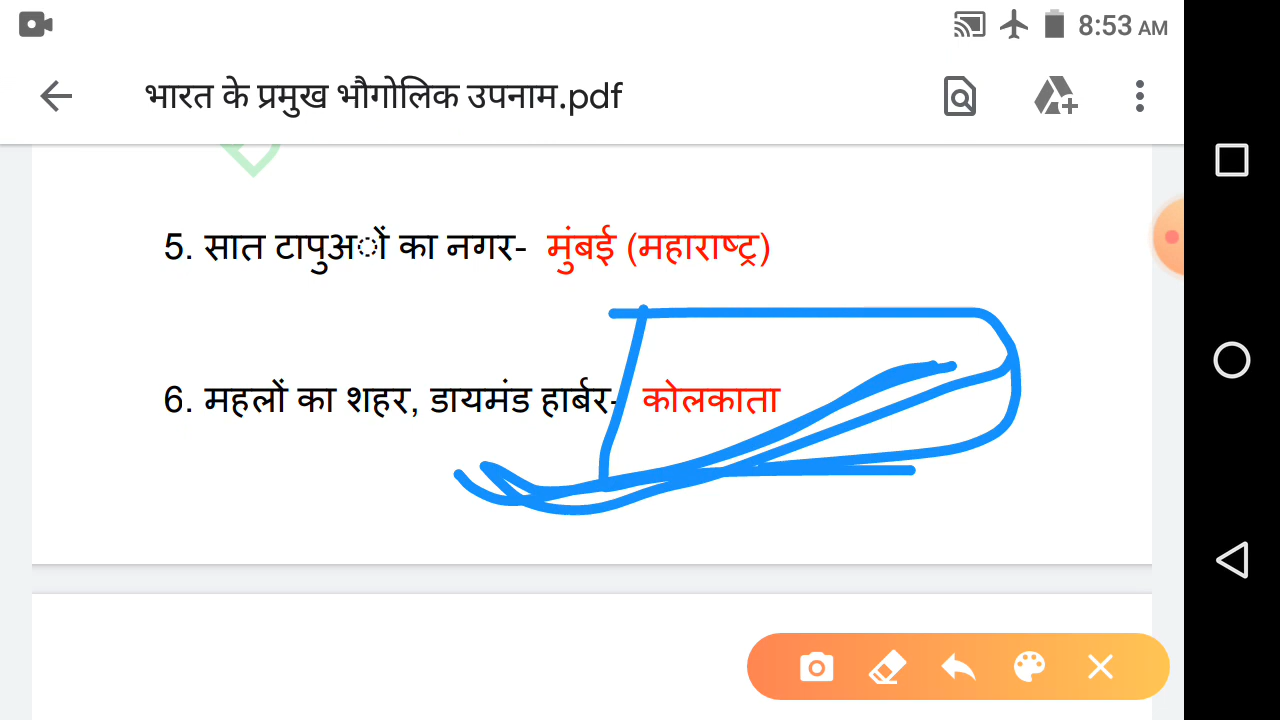 8:53 AM
भारत के प्रमुख भौगोलिक उपनाम.pdf
5. सात टापुअों का नगर- मुंबई (महाराष्ट्र)
6. महलों का शहर, डायमंड हार्बर- कोलकाता